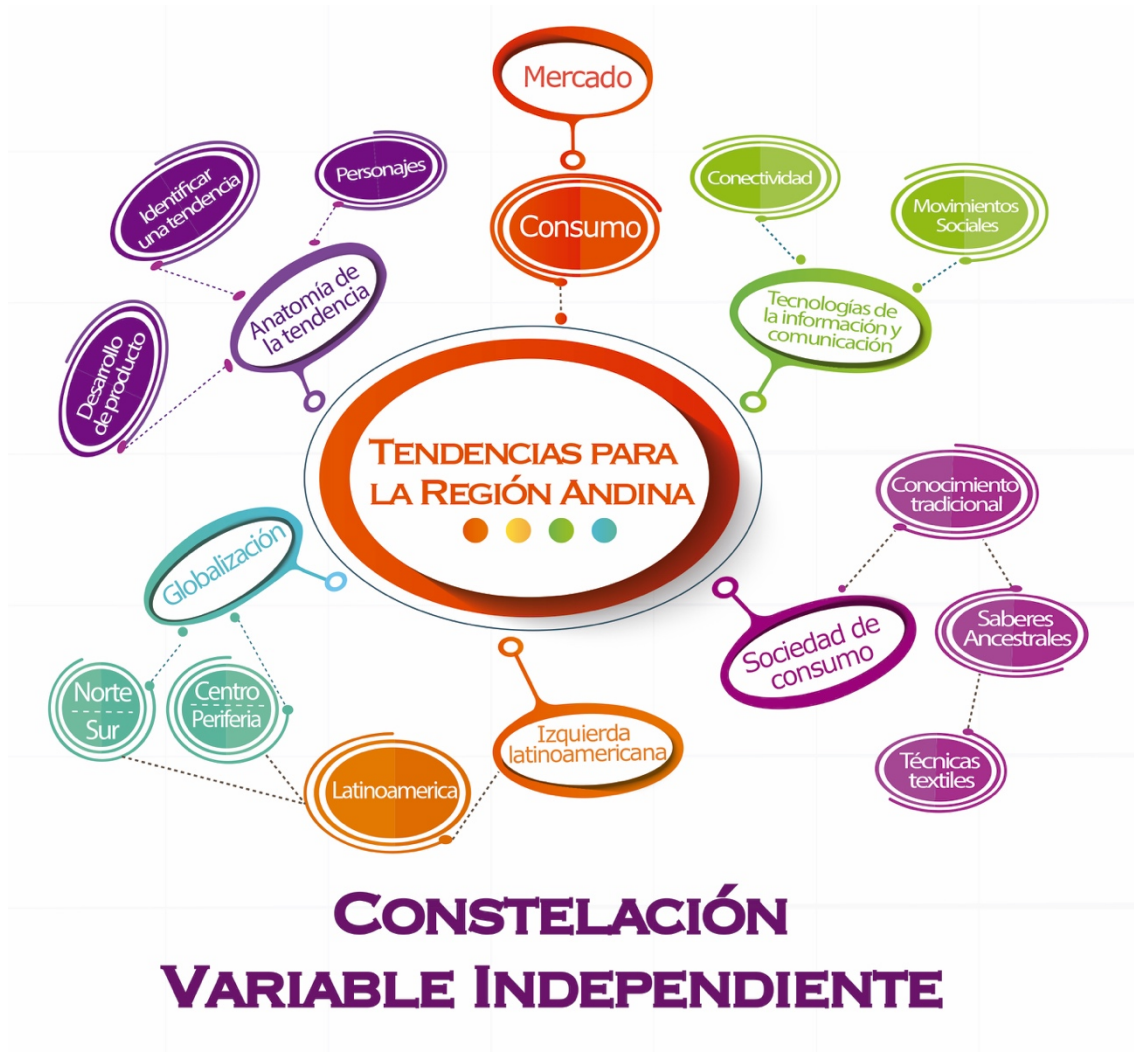 Mercado
Consumo
Personajes
Identificar
una tendencia
Anatomía de
la tendencia
Desarrollo
de producto
Conectividad
Movimientos
Sociales
Tecnologías de
la información y
comunicación
TENDENCIAS PARA
LA REGIÓN ANDINA
Conocimiento
tradicional
Saberes
Ancestrales
Sociedad de
consumo
Técnicas
textiles
Globalización
Norte
Sur
Centro
Periferia
Latinoamerica
Izquierda
latinoamericana
CONSTELACIÓN
VARIABLE INDEPENDIENTE